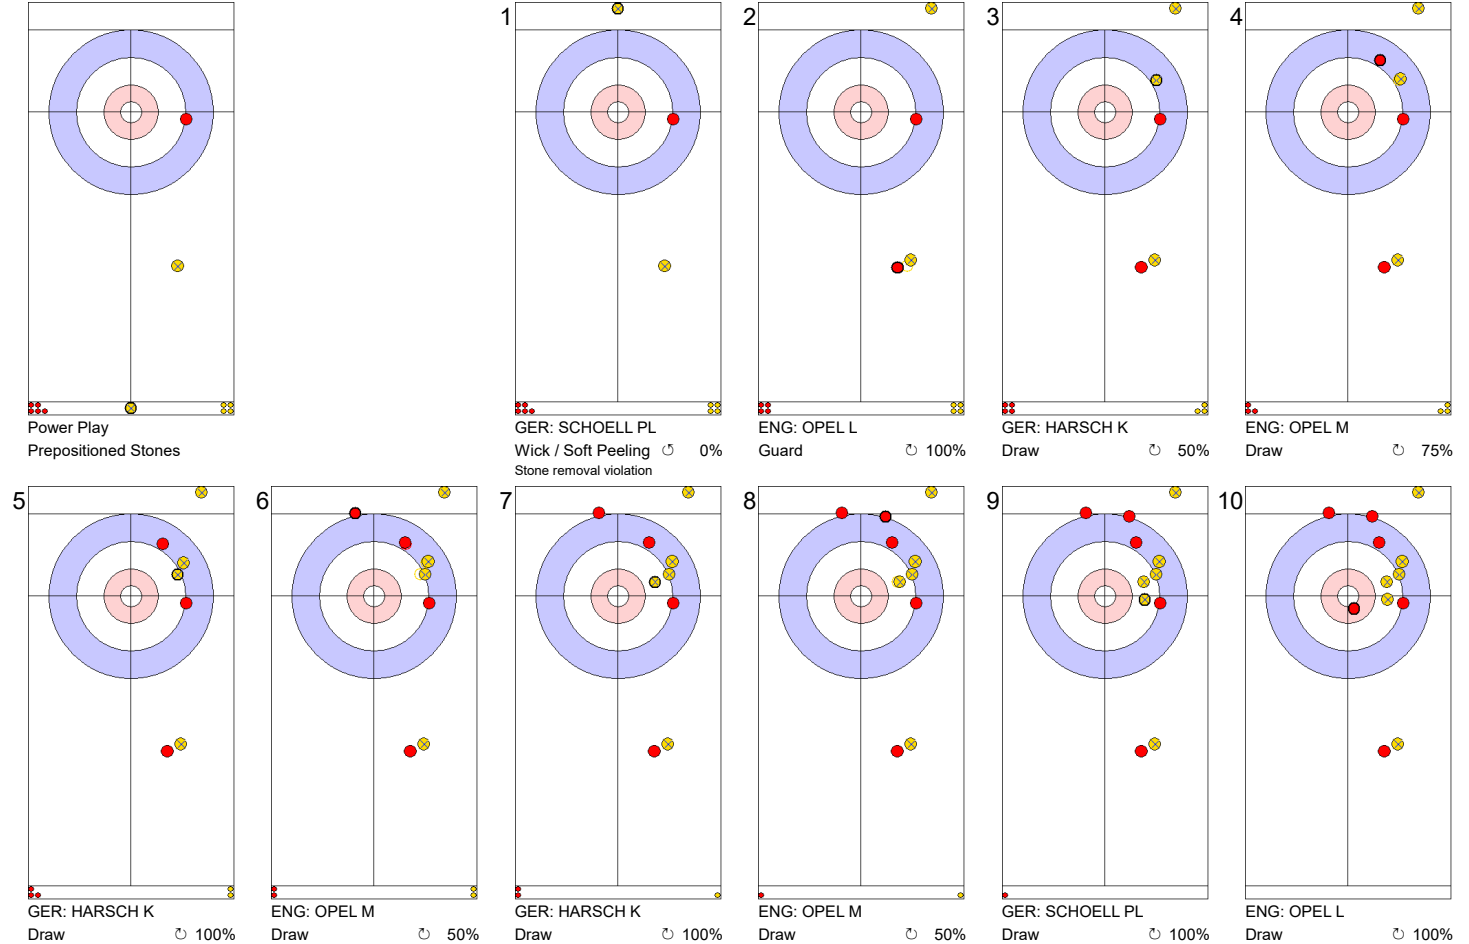 Power Play
Prepositioned Stones
1
GER: SCHOELL PL
Wick / Soft Peeling 0%
Stone removal violation
2
ENG: OPEL L
Guard 100%
3
GER: HARSCH K
Draw 50%
4
ENG: OPEL M
Draw 75%
5
GER: HARSCH K
Draw 100%
6
ENG: OPEL M
Draw 50%
7
GER: HARSCH K
Draw 100%
8
ENG: OPEL M
Draw 50%
9
GER: SCHOELL PL
Draw 100%
10
ENG: OPEL L
Draw 100%